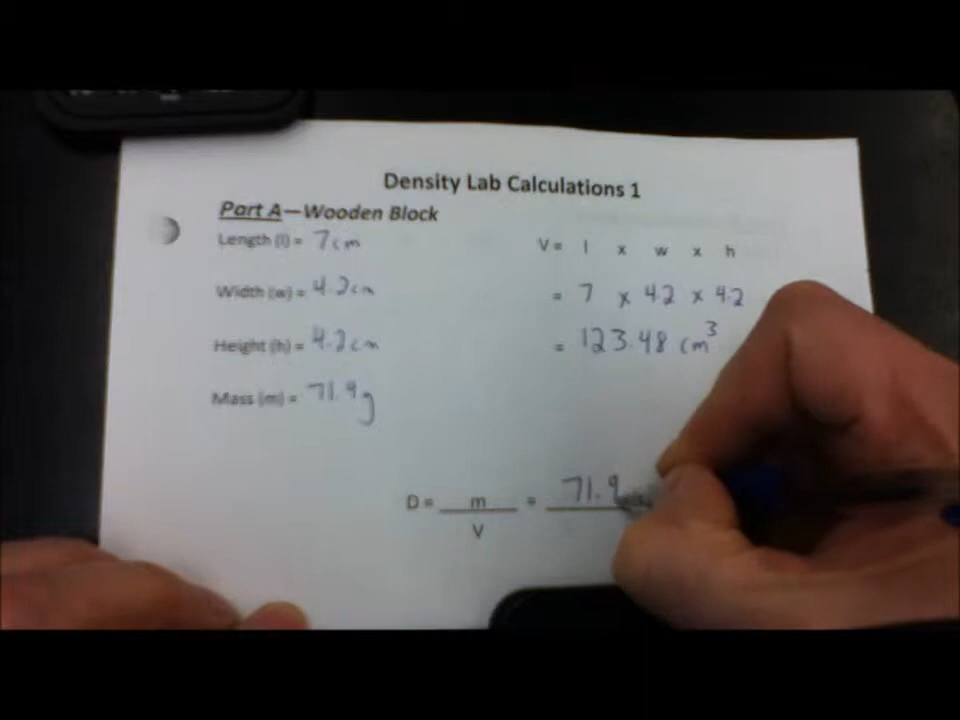 Density Lab Calculations 1
Part A—Wooden Block
Length (l) = 7cm
V = l x w x h
Width (w) = 4.2cm
= 7 x 4.2 x 4.2
Height (h) = 4.2cm
= 123.48 cm³
Mass (m) = 71.9g
D = m = 71.9
V